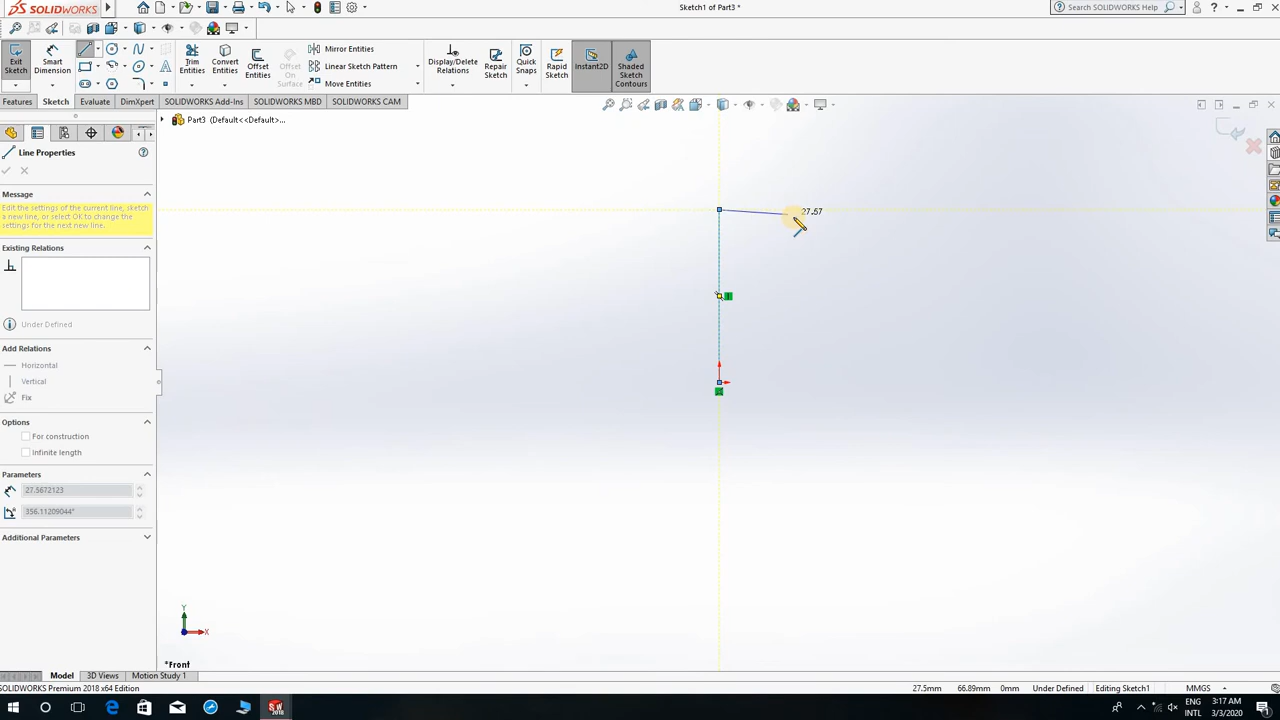 SOLIDWORKS
Sketch1 of Part3 *
Search SOLIDWORKS Help
Exit Sketch
Smart Dimension
Trim Entities
Convert Entities
Offset Entities
Offset On Surface
Mirror Entities
Linear Sketch Pattern
Move Entities
Display/Delete Relations
Repair Sketch
Quick Snaps
Rapid Sketch
Instant2D
Shaded Sketch Contours
Features
Sketch
Evaluate
DimXpert
SOLIDWORKS Add-Ins
SOLIDWORKS MBD
SOLIDWORKS CAM
Part3 (Default<<Default>...
Line Properties
Message
Edit the settings of the current line, sketch
a new line, or select OK to change the
settings for the next new line.
Existing Relations
Under Defined
Add Relations
Horizontal
Vertical
Fix
Options
For construction
Infinite length
Parameters
27.5672123
356.11209044°
Additional Parameters
27.57
Y
X
*Front
Model
3D Views
Motion Study 1
SOLIDWORKS Premium 2018 x64 Edition
27.5mm
66.89mm
0mm
Under Defined
Editing Sketch1
MMGS
ENG
INTL
3:17 AM
3/3/2020